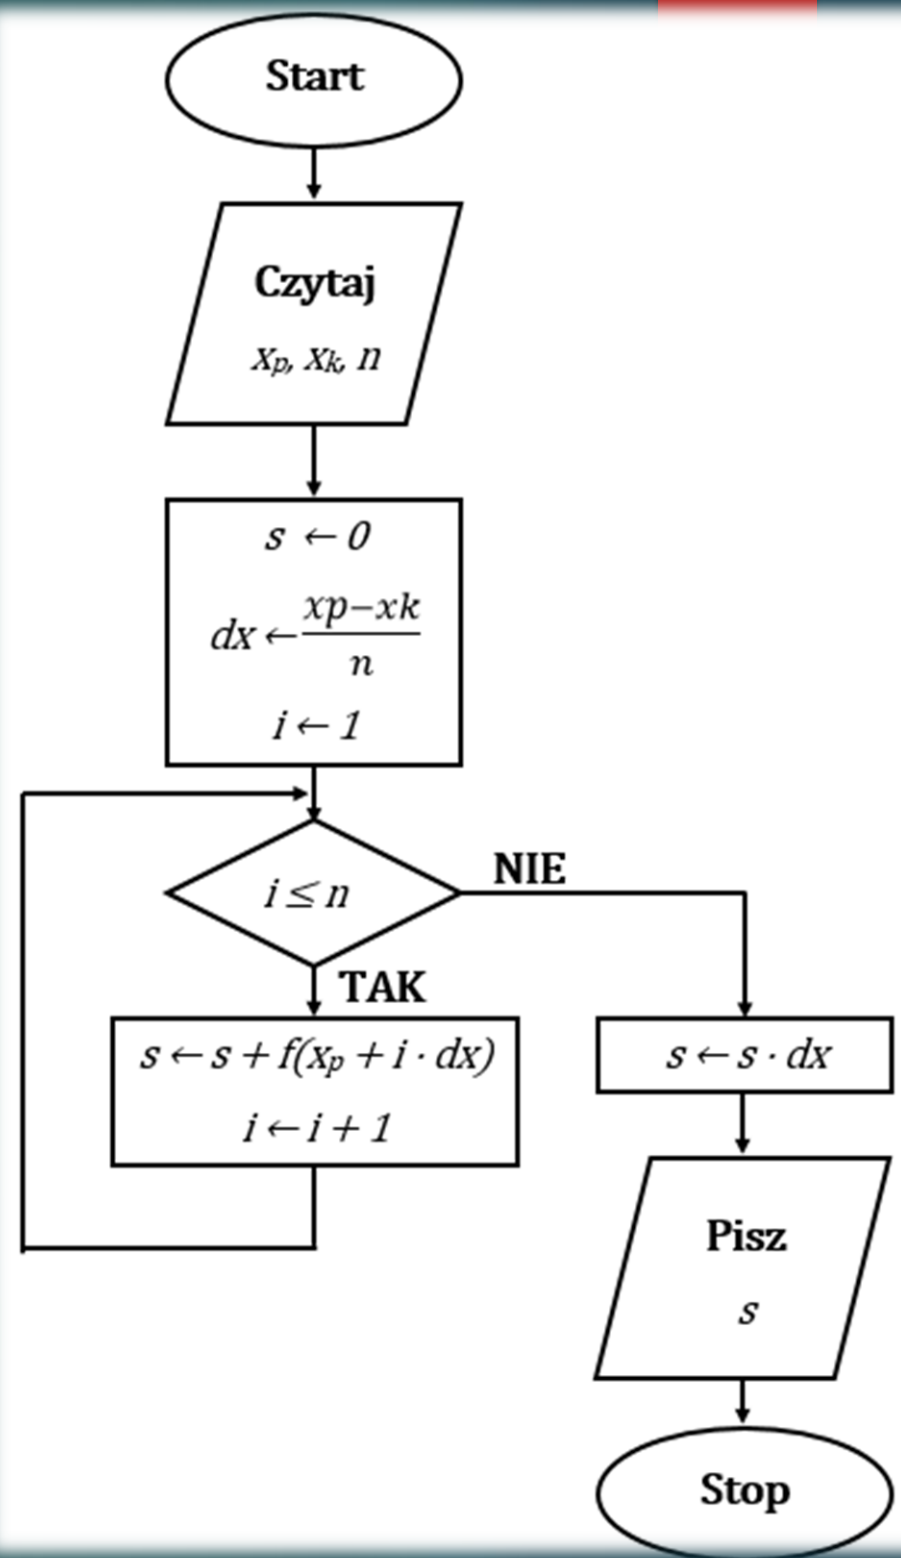 Start
Czytaj
xₚ, xₖ, n
s ← 0
dx ← xp−xk
n
i ← 1
i ≤ n
NIE
TAK
s ← s + f(xₚ + i · dx)
i ← i + 1
s ← s · dx
Pisz
s
Stop